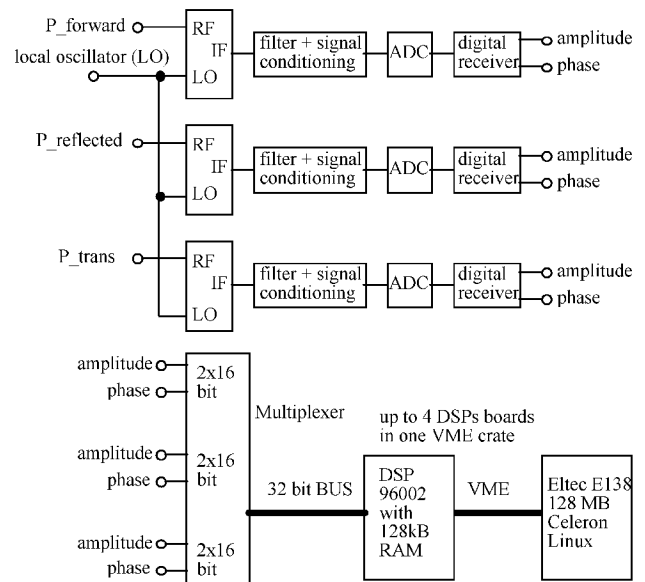 P_forward
RF
IF
LO
filter + signal
conditioning
ADC
digital
receiver
amplitude
phase
local oscillator (LO)
P_reflected
RF
IF
LO
filter + signal
conditioning
ADC
digital
receiver
amplitude
phase
P_trans
RF
IF
LO
filter + signal
conditioning
ADC
digital
receiver
amplitude
phase
amplitude
phase
2x16
bit
Multiplexer
amplitude
phase
2x16
bit
amplitude
phase
2x16
bit
32 bit BUS
up to 4 DSPs boards
in one VME crate
DSP
96002
with
128kB
RAM
VME
Eltec E138
128 MB
Celeron
Linux